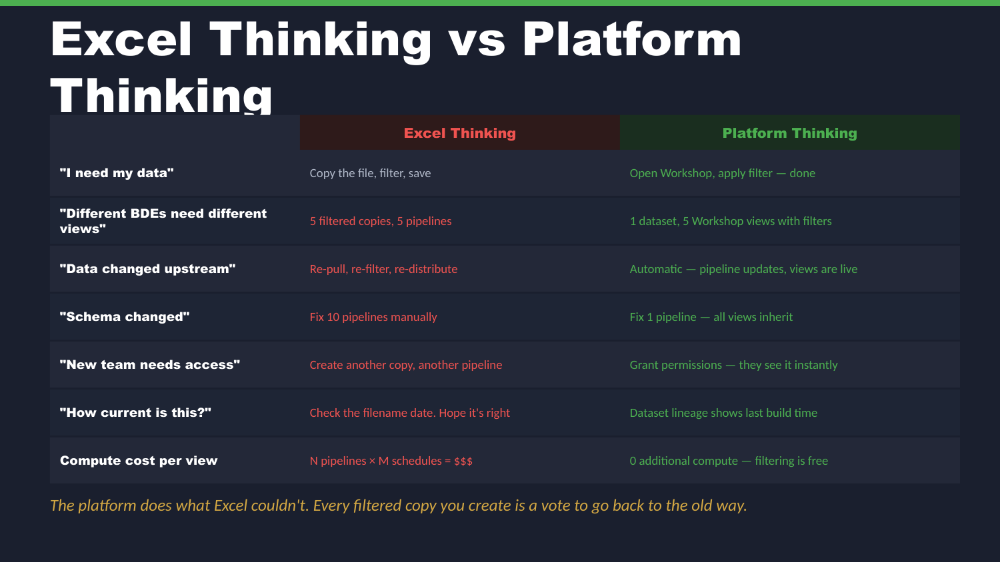 Excel Thinking vs Platform
Thinking
Excel Thinking
Platform Thinking
"I need my data"
Copy the file, filter, save
Open Workshop, apply filter — done
"Different BDEs need different
views"
5 filtered copies, 5 pipelines
1 dataset, 5 Workshop views with filters
"Data changed upstream"
Re-pull, re-filter, re-distribute
Automatic — pipeline updates, views are live
"Schema changed"
Fix 10 pipelines manually
Fix 1 pipeline — all views inherit
"New team needs access"
Create another copy, another pipeline
Grant permissions — they see it instantly
"How current is this?"
Check the filename date. Hope it's right
Dataset lineage shows last build time
Compute cost per view
N pipelines × M schedules = $$$
0 additional compute — filtering is free
The platform does what Excel couldn't. Every filtered copy you create is a vote to go back to the old way.